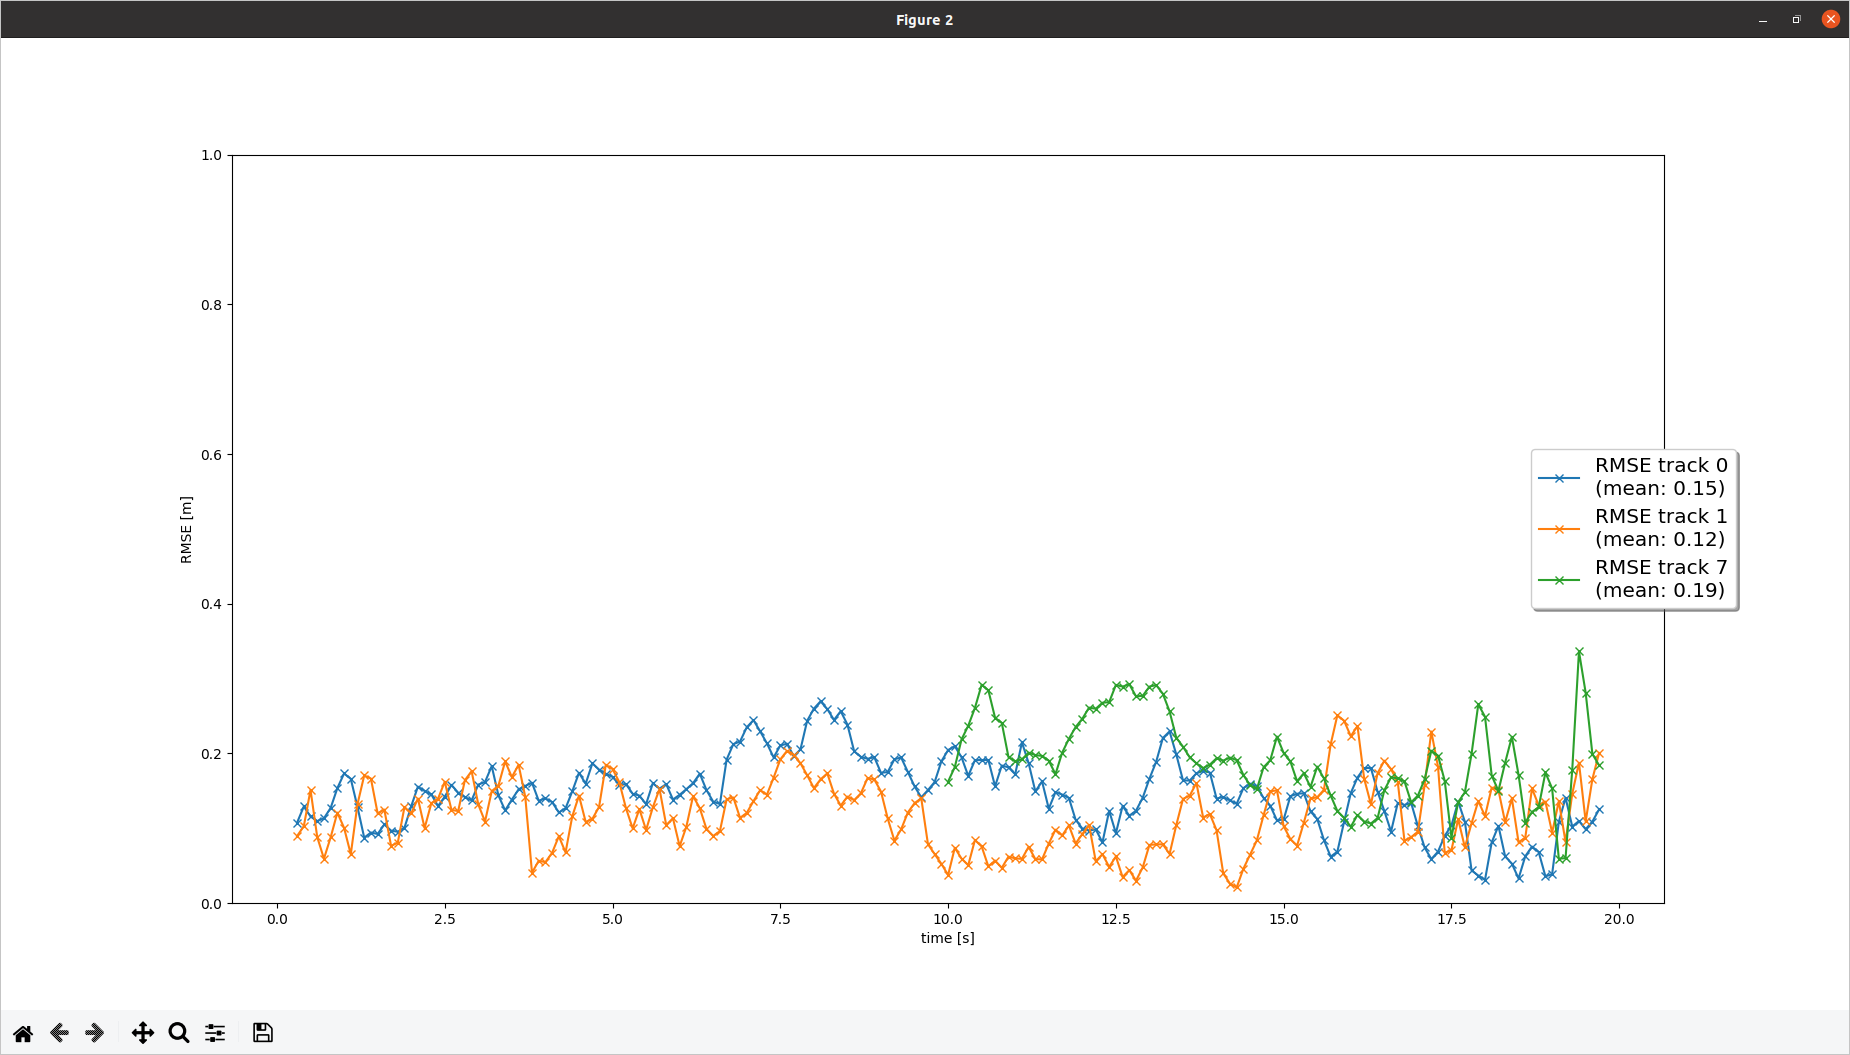 Figure 2
1.0
0.8
0.6
0.4
0.2
0.0
RMSE [m]
RMSE track 0
(mean: 0.15)
RMSE track 1
(mean: 0.12)
RMSE track 7
(mean: 0.19)
0.0 2.5 5.0 7.5 10.0 12.5 15.0 17.5 20.0
time [s]